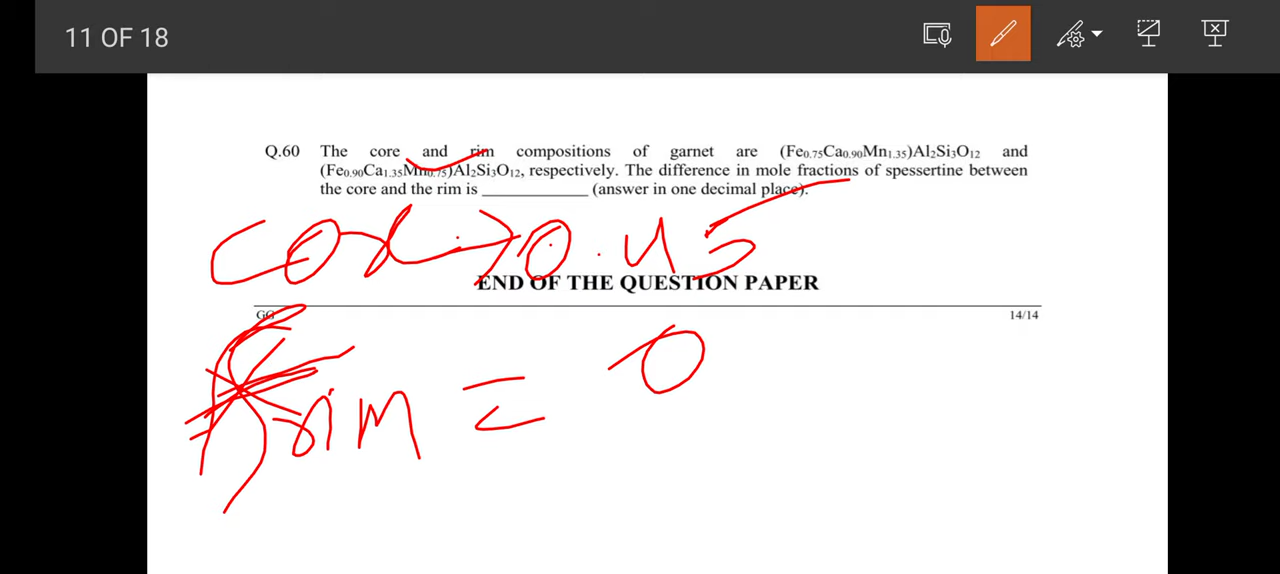 11 OF 18
Q.60 The core and rim compositions of garnet are (Fe₀.₇₅Ca₀.₉₀Mn₁.₃₅)Al₂Si₃O₁₂ and
(Fe₀.₉₀Ca₁.₃₅Mn₀.₇₅)Al₂Si₃O₁₂, respectively. The difference in mole fractions of spessertine between
the core and the rim is ____________ (answer in one decimal place).
→ 0.45
END OF THE QUESTION PAPER
GG 14/14
rim = 0